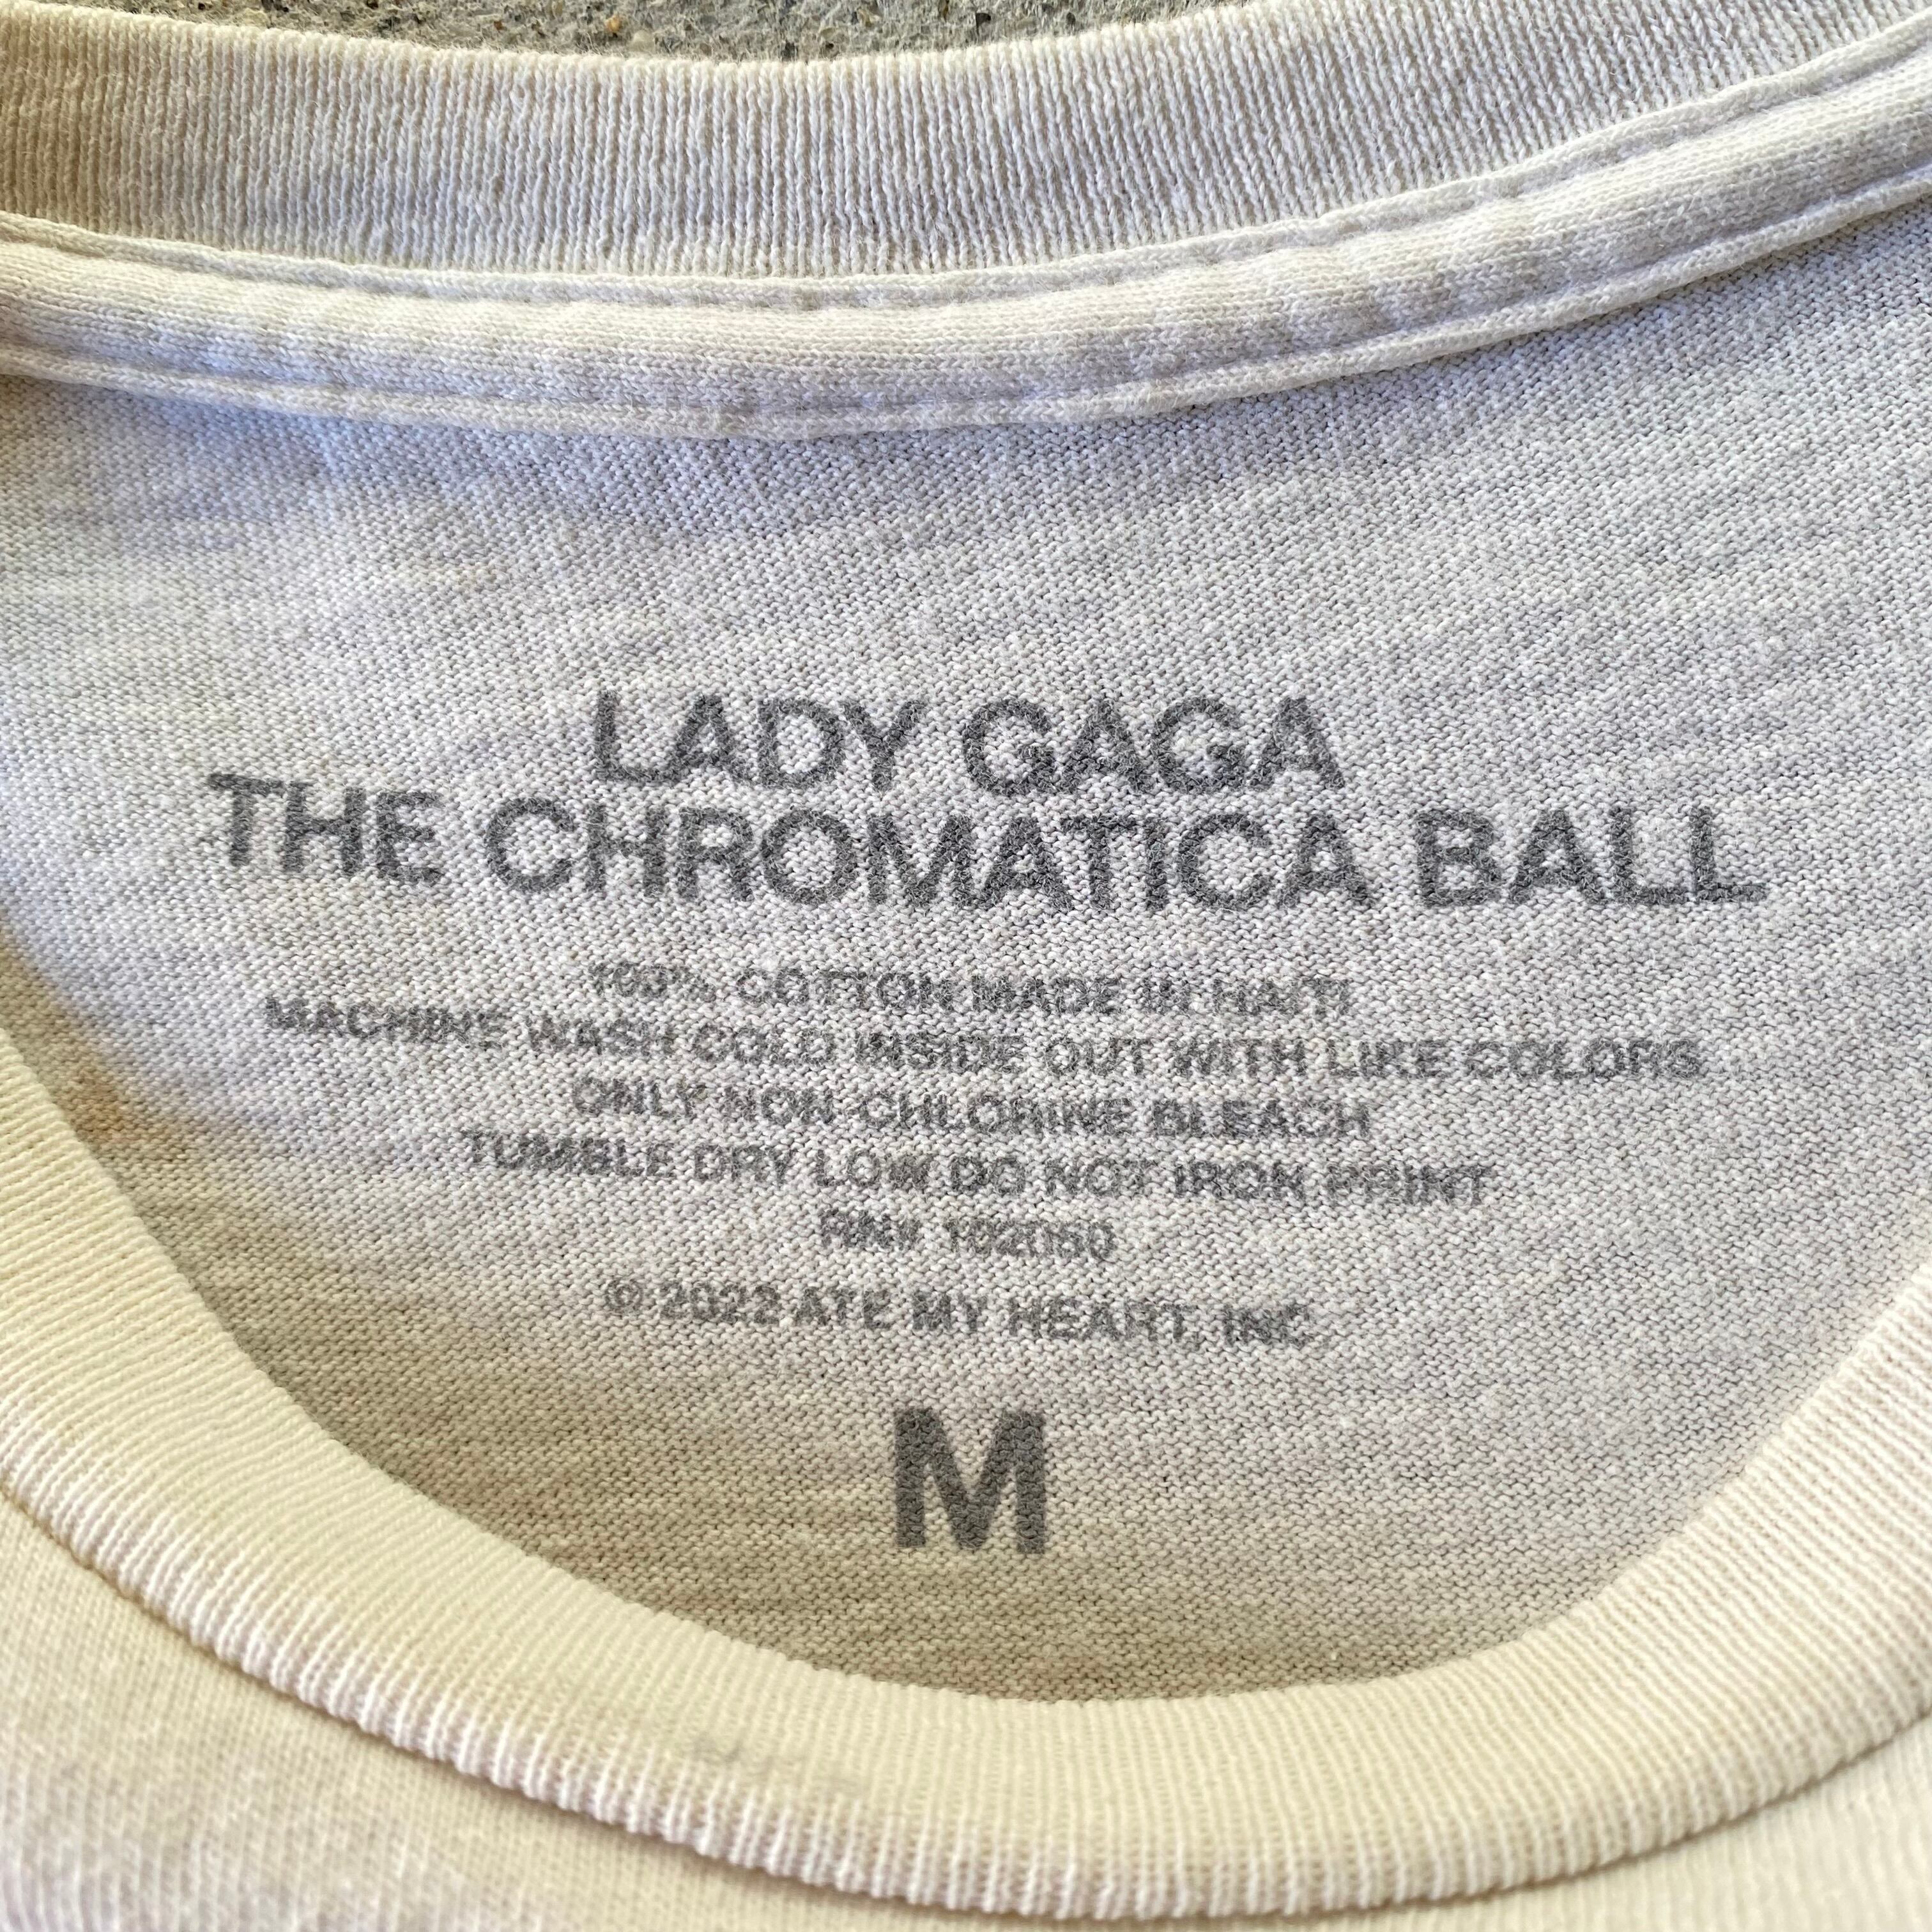 LADY GAGA
THE CHROMATICA BALL
100% COTTON MADE IN HAITI
MACHINE WASH COLD INSIDE OUT WITH LIKE COLORS
ONLY NON-CHLORINE BLEACH
TUMBLE DRY LOW DO NOT IRON PRINT
RN# 102050
© 2022 ATE MY HEART, INC
M